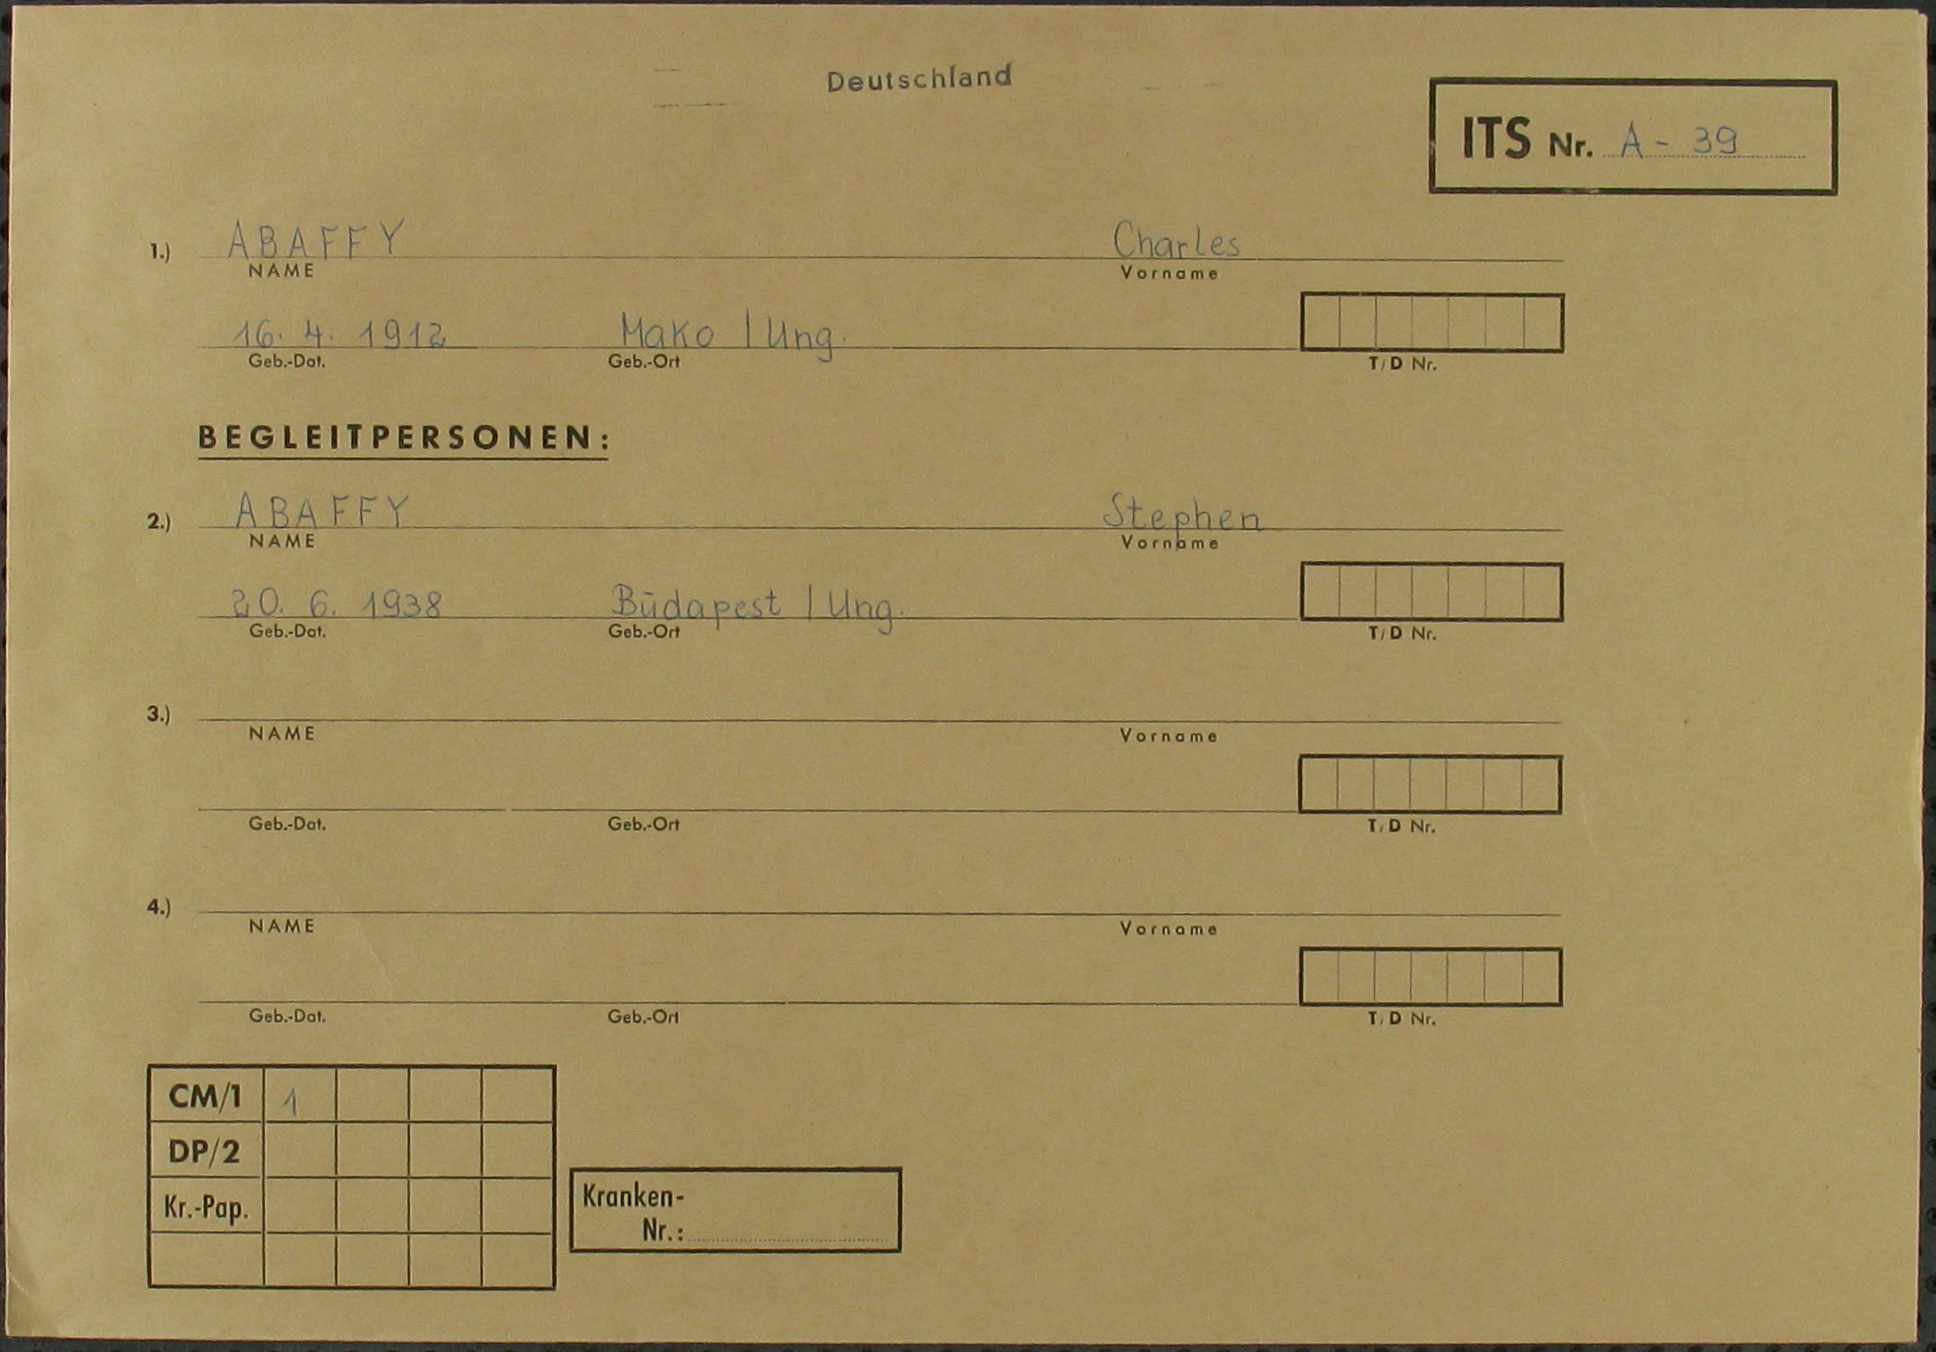 Deutschland
ITS Nr. A - 39
1.) ABAFFY Charles
NAME Vorname
16. 4. 1912 Mako / Ung.
Geb.-Dat. Geb.-Ort T/D Nr.
BEGLEITPERSONEN:
2.) ABAFFY Stephen
NAME Vorname
20. 6. 1938 Būdapest / Ung.
Geb.-Dat. Geb.-Ort T/D Nr.
3.)
NAME Vorname
Geb.-Dat. Geb.-Ort T/D Nr.
4.)
NAME Vorname
Geb.-Dat. Geb.-Ort T/D Nr.
CM/1 1
DP/2
Kr.-Pap.
Kranken-
Nr.: